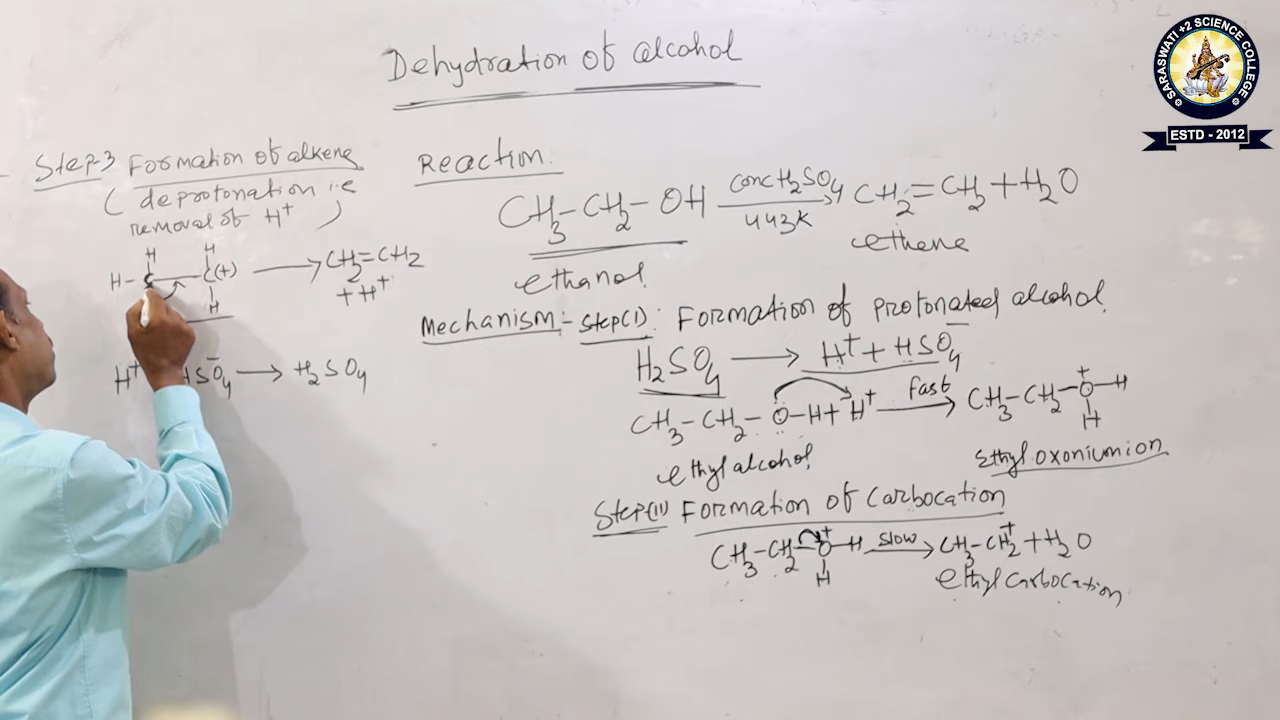 Dehydration of alcohol
SARASWATI +2 SCIENCE COLLEGE
ESTD - 2012
Step-3 Formation of alkene
( deprotonation i.e
removal of H⁺ )
H H
H - C — C(+) ⟶ CH₂=CH₂
+ H⁺
H
H⁺ HSO₄⁻ ⟶ H₂SO₄
Reaction:
CH₃-CH₂-OH ⟶ CH₂=CH₂+H₂O
conc H₂SO₄
443K
ethanol ethene
Mechanism:- Step(I): Formation of protonated alcohol
H₂SO₄ ⟶ H⁺ + HSO₄⁻
CH₃-CH₂-Ö-H + H⁺ fast ⟶ CH₃-CH₂-O⁺-H
H
ethyl alcohol Ethyl oxonium ion
Step(II) Formation of Carbocation
CH₃-CH₂-O⁺-H slow ⟶ CH₃-CH₂⁺ + H₂O
H
ethyl carbocation